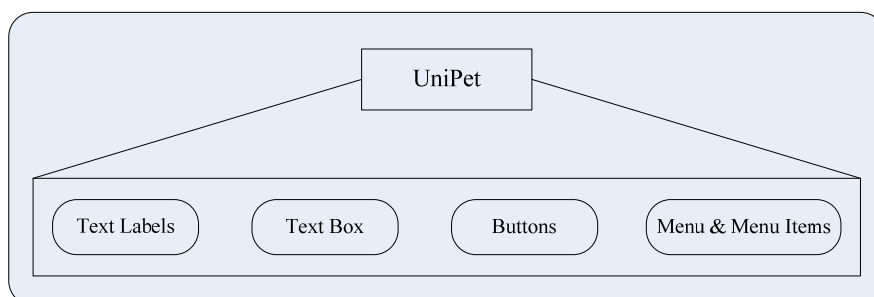 UniPet
Text Labels
Text Box
Buttons
Menu & Menu Items